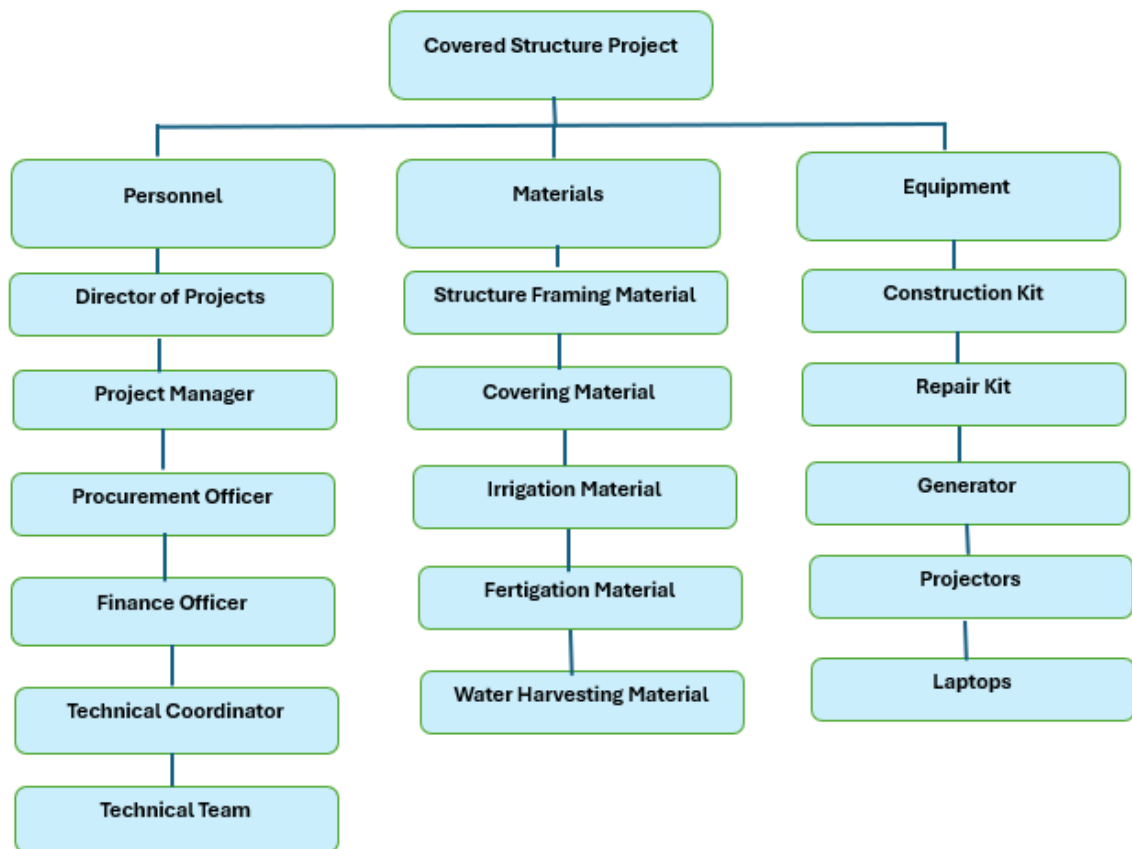 Covered Structure Project
Personnel
Materials
Equipment
Director of Projects
Structure Framing Material
Construction Kit
Project Manager
Covering Material
Repair Kit
Procurement Officer
Irrigation Material
Generator
Finance Officer
Fertigation Material
Projectors
Technical Coordinator
Water Harvesting Material
Laptops
Technical Team